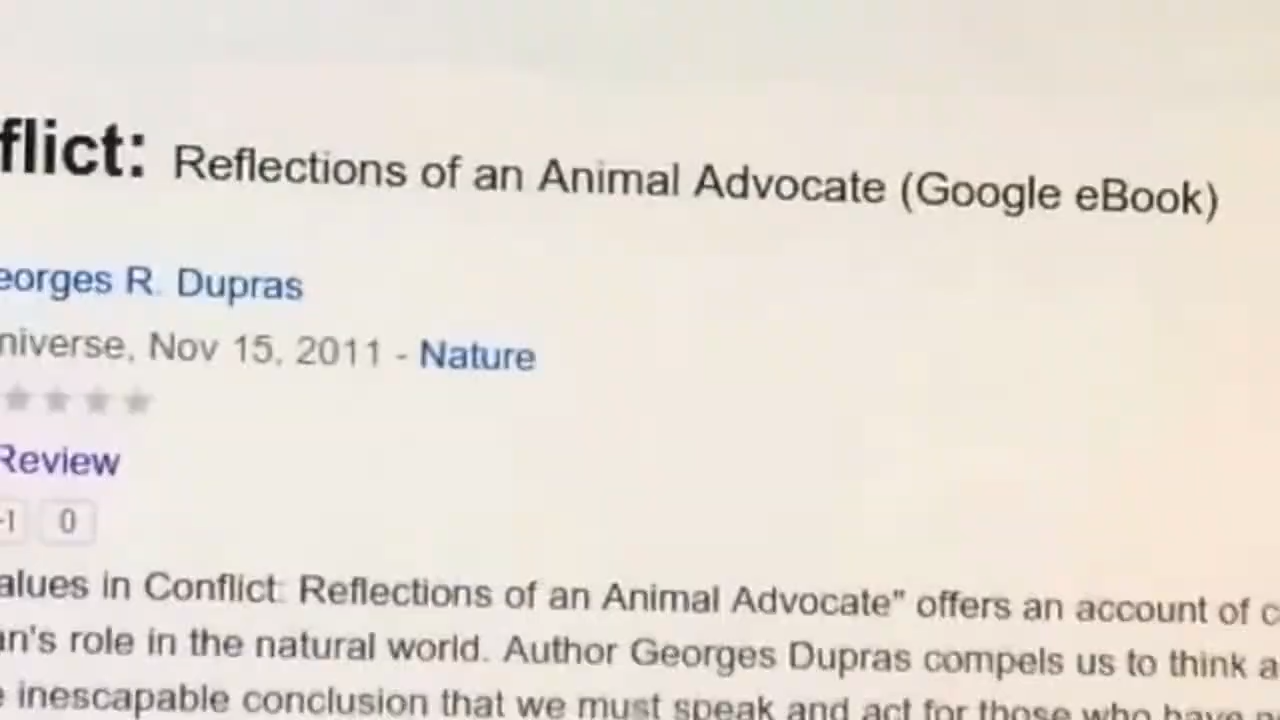 flict: Reflections of an Animal Advocate (Google eBook)
eorges R. Dupras
niverse, Nov 15, 2011 - Nature
Review
-1 0
alues in Conflict: Reflections of an Animal Advocate" offers an account of c
an's role in the natural world. Author Georges Dupras compels us to think a
e inescapable conclusion that we must speak and act for those who have n